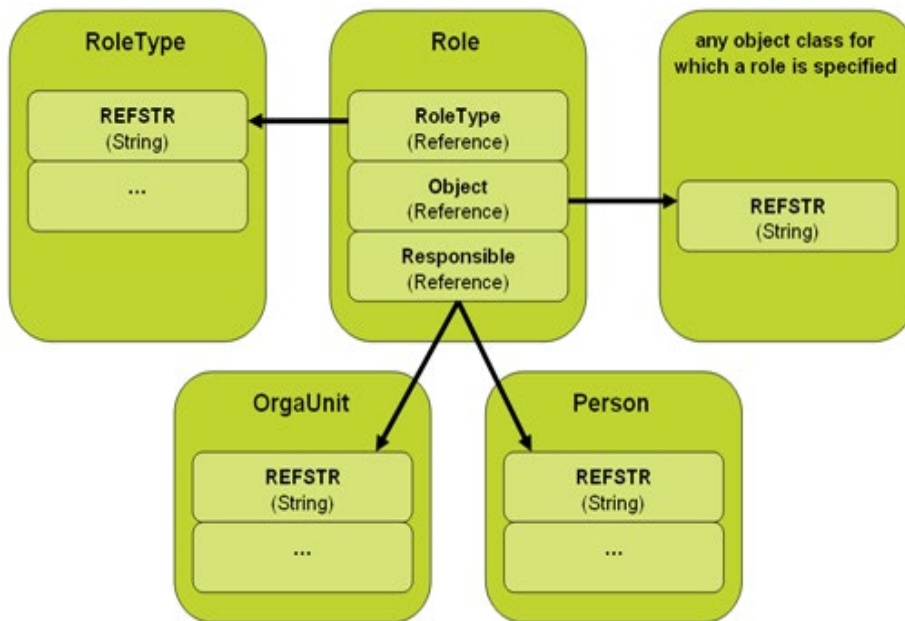 RoleType
REFSTR
(String)
...
Role
RoleType
(Reference)
Object
(Reference)
Responsible
(Reference)
any object class for
which a role is specified
REFSTR
(String)
OrgaUnit
REFSTR
(String)
...
Person
REFSTR
(String)
...